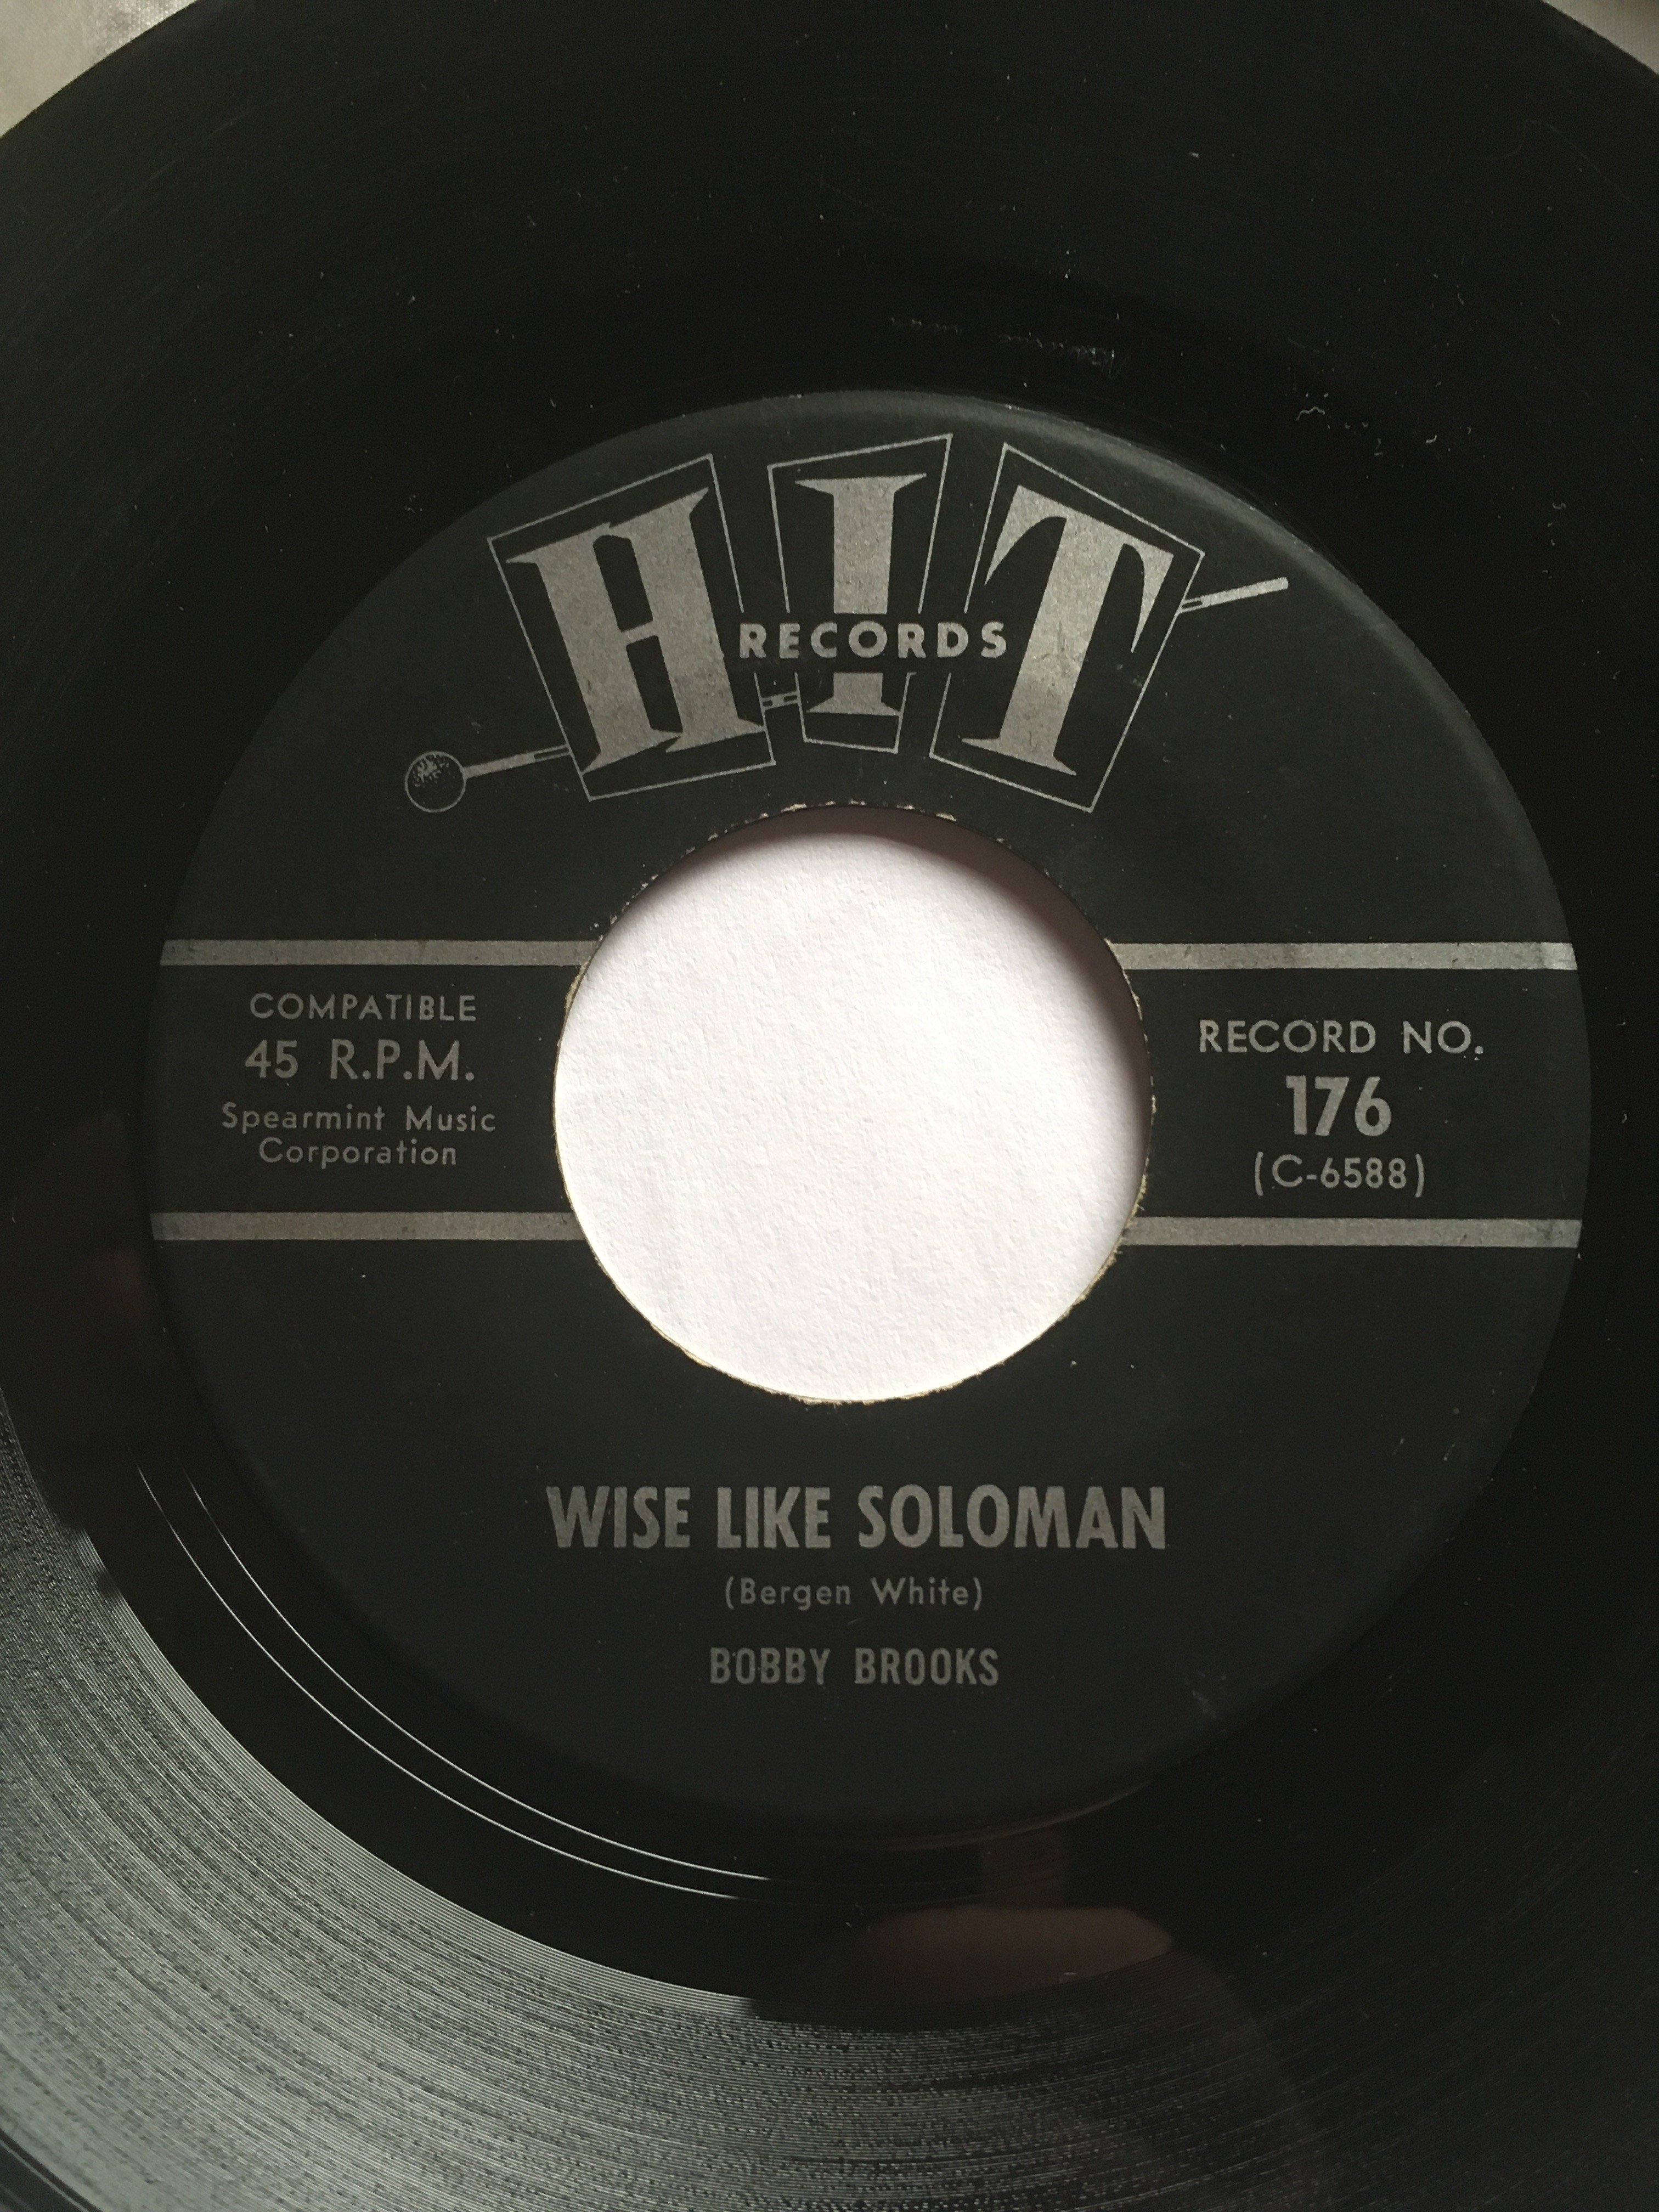 HIT
RECORDS
COMPATIBLE
45 R.P.M.
Spearmint Music
Corporation
RECORD NO.
176
(C-6588)
WISE LIKE SOLOMAN
(Bergen White)
BOBBY BROOKS